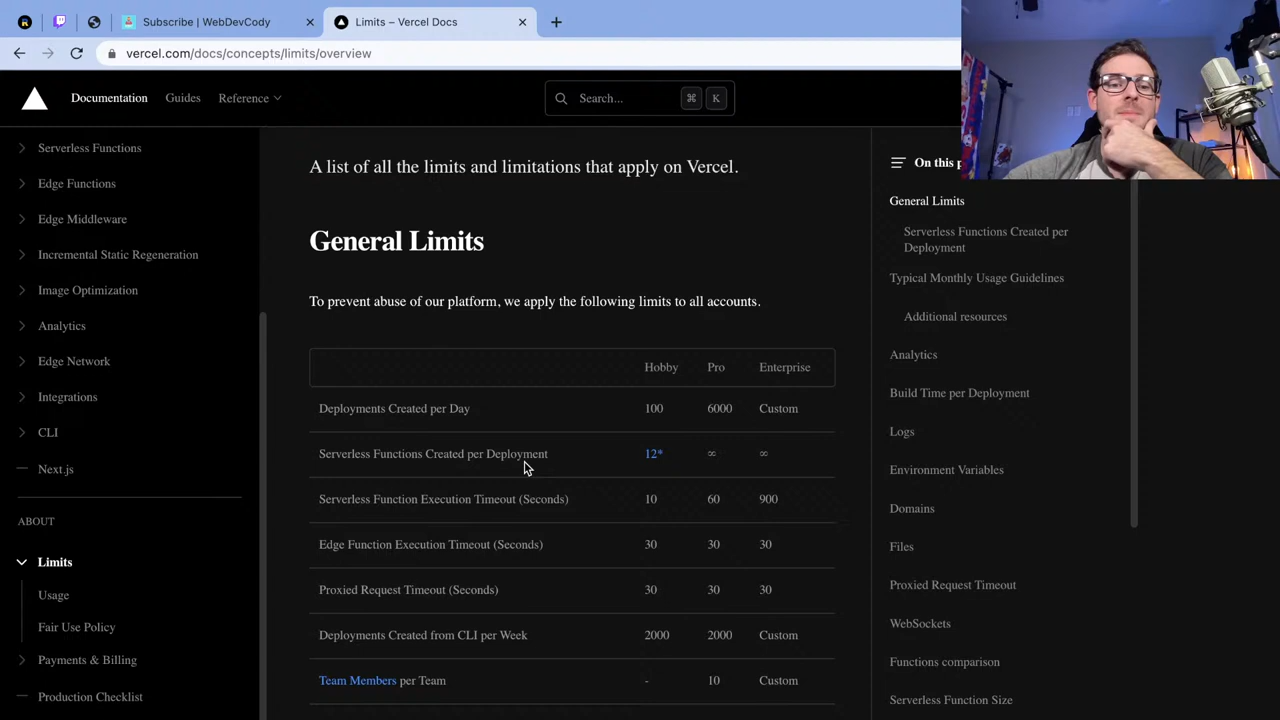 Subscribe | WebDevCody
Limits – Vercel Docs
vercel.com/docs/concepts/limits/overview
Documentation
Guides
Reference
Search...
⌘
K
Serverless Functions
Edge Functions
Edge Middleware
Incremental Static Regeneration
Image Optimization
Analytics
Edge Network
Integrations
CLI
Next.js
ABOUT
Limits
Usage
Fair Use Policy
Payments & Billing
Production Checklist
A list of all the limits and limitations that apply on Vercel.
General Limits
To prevent abuse of our platform, we apply the following limits to all accounts.
Hobby Pro Enterprise
Deployments Created per Day 100 6000 Custom
Serverless Functions Created per Deployment 12* ∞ ∞
Serverless Function Execution Timeout (Seconds) 10 60 900
Edge Function Execution Timeout (Seconds) 30 30 30
Proxied Request Timeout (Seconds) 30 30 30
Deployments Created from CLI per Week 2000 2000 Custom
Team Members per Team - 10 Custom
On this p
General Limits
Serverless Functions Created per
Deployment
Typical Monthly Usage Guidelines
Additional resources
Analytics
Build Time per Deployment
Logs
Environment Variables
Domains
Files
Proxied Request Timeout
WebSockets
Functions comparison
Serverless Function Size